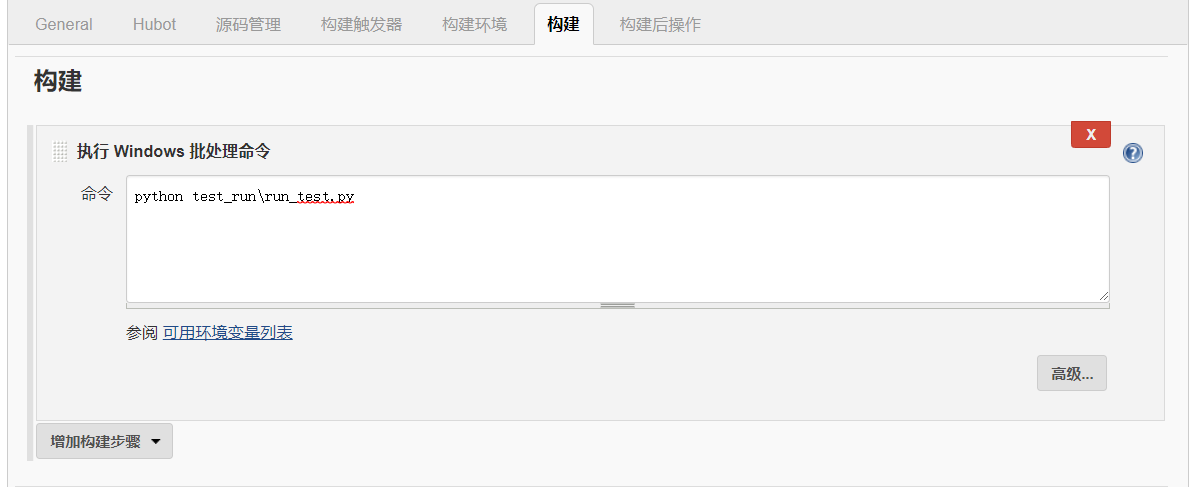 General Hubot 源码管理 构建触发器 构建环境 构建 构建后操作
构建
X
执行 Windows 批处理命令
?
命令 python test_run\run_test.py
参阅 可用环境变量列表
高级...
增加构建步骤